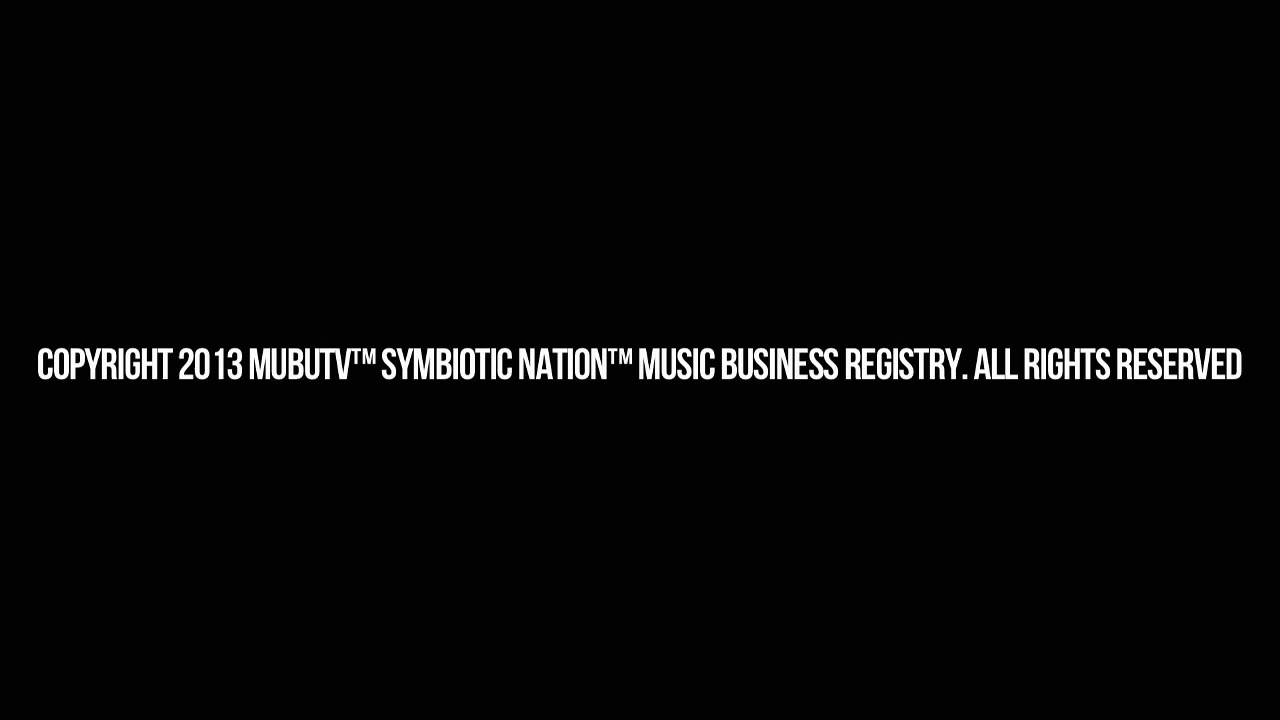 COPYRIGHT 2013 MUBUTV™ SYMBIOTIC NATION™ MUSIC BUSINESS REGISTRY. ALL RIGHTS RESERVED